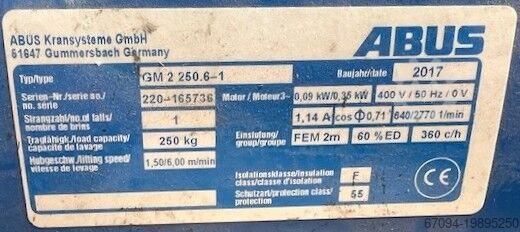 ABUS Kransysteme GmbH
51647 Gummersbach Germany
ABUS
Typ/type GM 2 250.6-1 Baujahr/date 2017
Serien-Nr./serie no./
no. série 220-165736 Motor/Moteur3~ 0,09 kW/0,35 kW 400 V / 50 Hz / 0 V
Strangzahl/no.of falls/
nombre de brins 1 1.14 A cos Φ 0,71 640/2770 1/min
Tragfähigk./load capacity/
capacité de levage 250 kg Einstufung/
group/groupe FEM 2m 60 % ED 360 c/h
Hubgeschw./lifting speed/
vitesse de levage 1,50/6,00 m/min
Isolationsklasse/insulation
class/classe d'isolation F
Schutzart/protection class/
protection 55
CE
67094-19895250